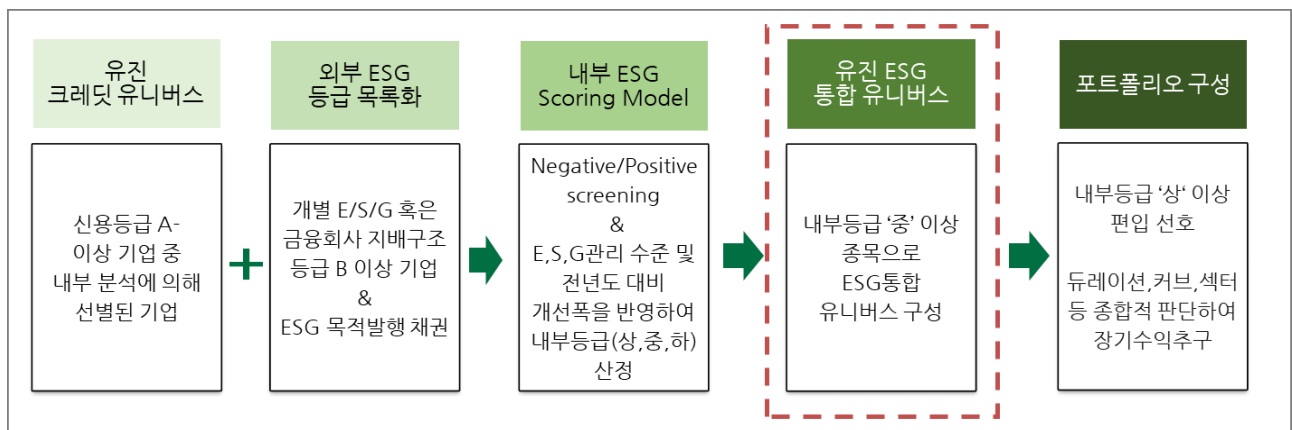 유진
크레딧 유니버스
신용등급 A-
이상 기업 중
내부 분석에 의해
선별된 기업
+
외부 ESG
등급 목록화
개별 E/S/G 혹은
금융회사 지배구조
등급 B 이상 기업
&
ESG 목적발행 채권
내부 ESG
Scoring Model
Negative/Positive
screening
&
E,S,G관리 수준 및
전년도 대비
개선폭을 반영하여
내부등급(상,중,하)
산정
유진 ESG
통합 유니버스
내부등급 ‘중’ 이상
종목으로
ESG통합
유니버스 구성
포트폴리오 구성
내부등급 ‘상‘ 이상
편입 선호
듀레이션,커브,섹터
등 종합적 판단하여
장기수익추구